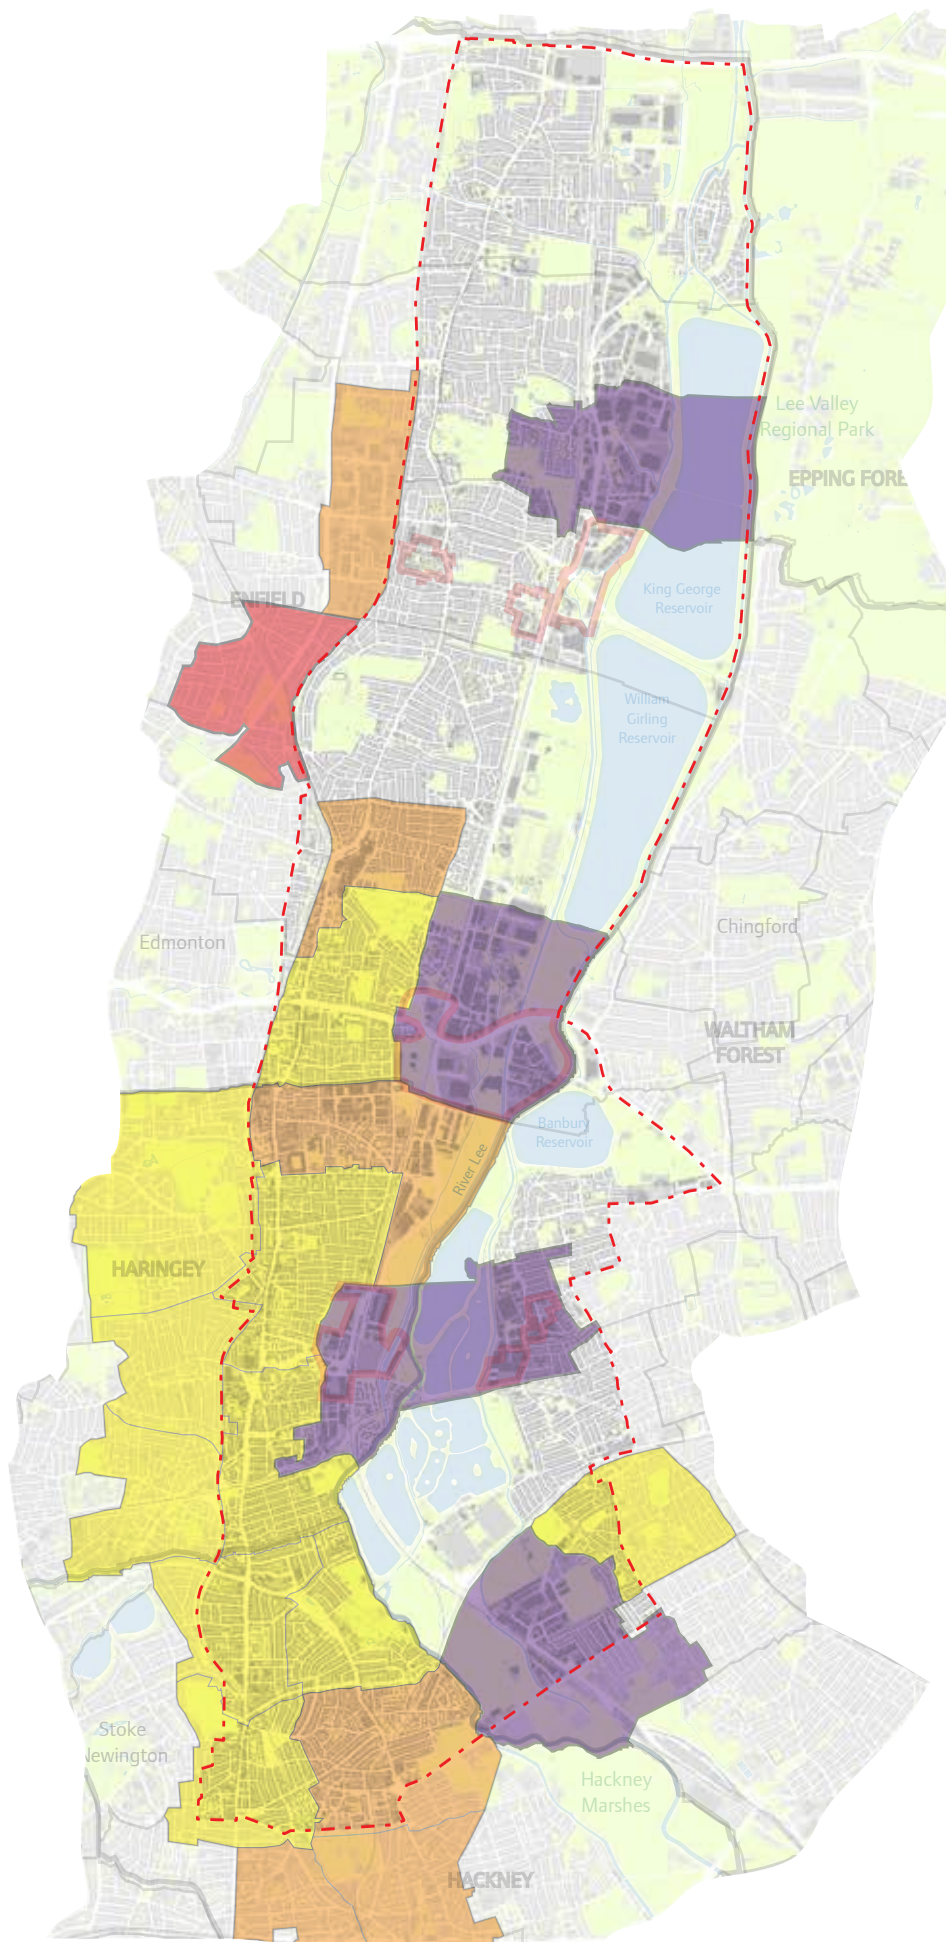 Lee Valley
Regional Park
EPPING FORE
King George
Reservoir
ENFIELD
William
Girling
Reservoir
Chingford
Edmonton
WALTHAM
FOREST
Banbury
Reservoir
River Lee
HARINGEY
Stoke
Newington
Hackney
Marshes
HACKNEY